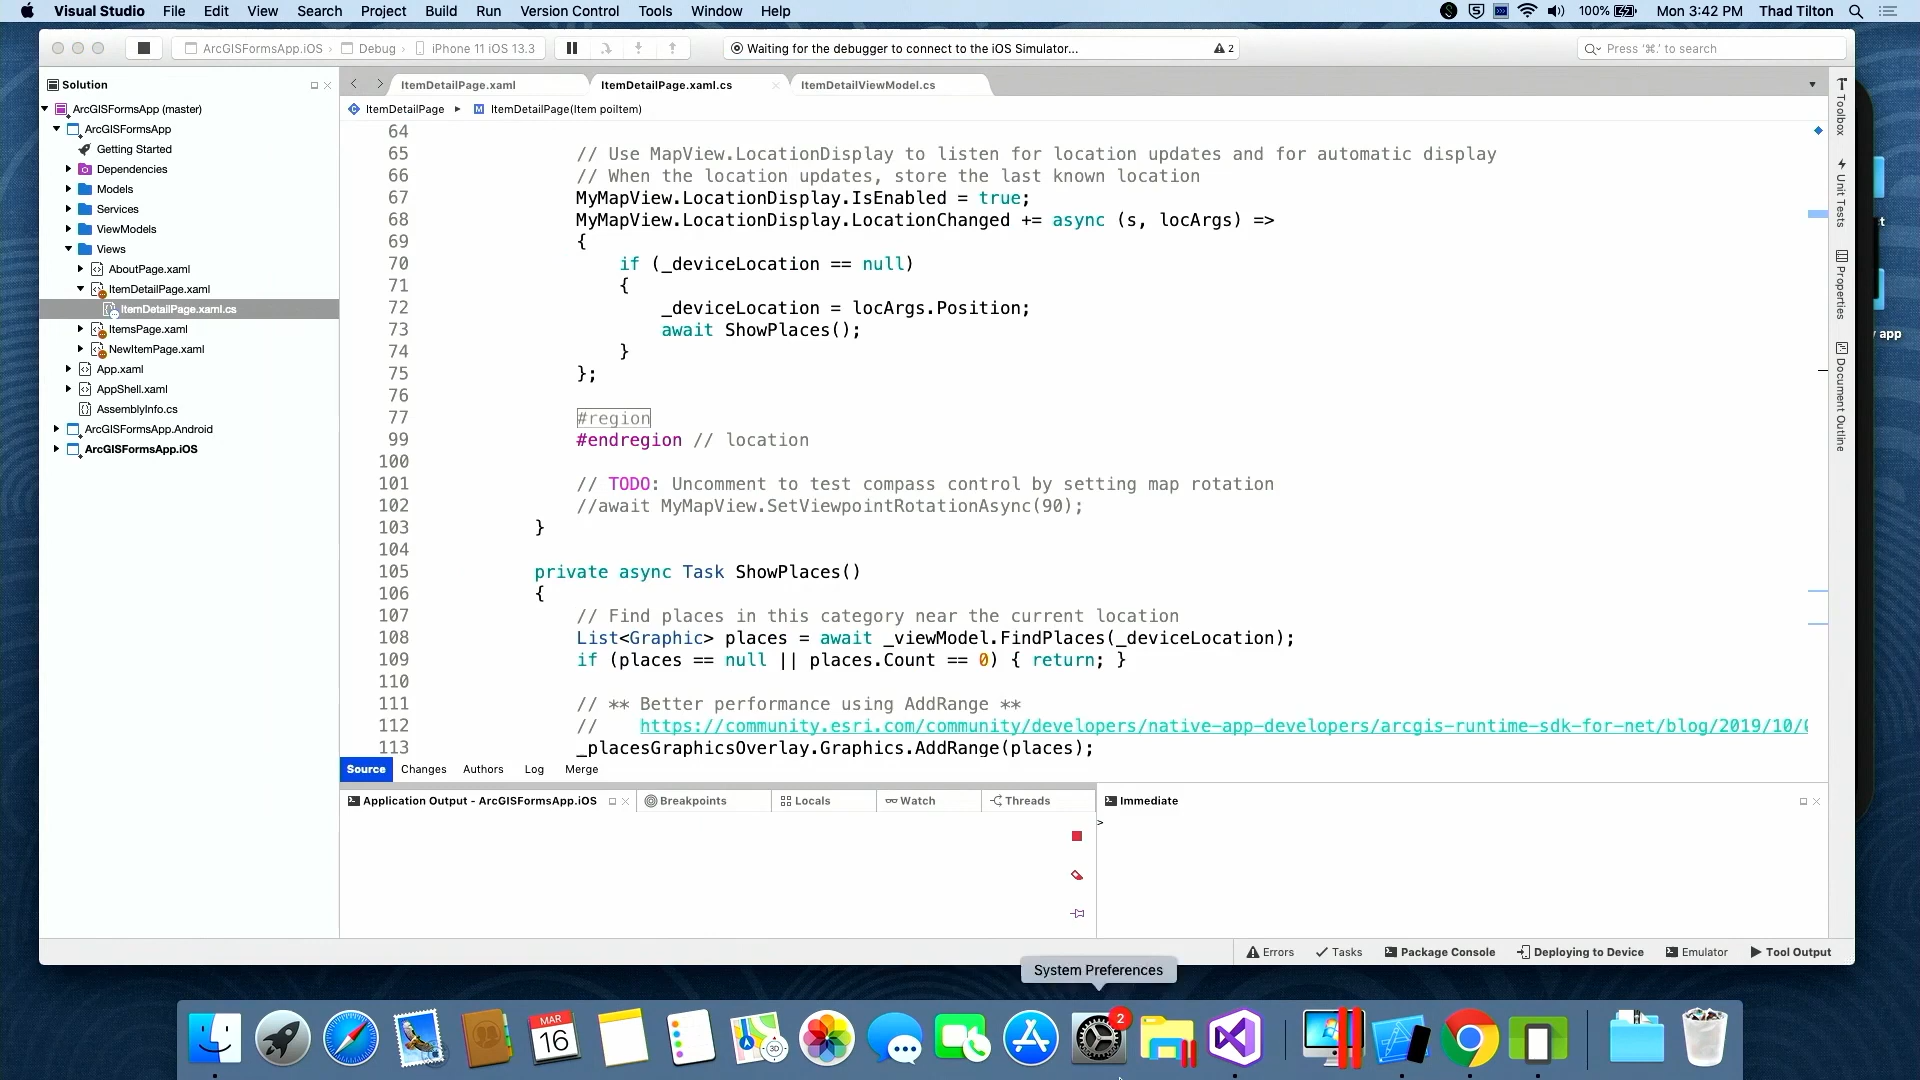 Visual Studio File Edit View Search Project Build Run Version Control Tools Window Help 100% Mon 3:42 PM Thad Tilton
ArcGISFormsApp.iOS › Debug › iPhone 11 iOS 13.3 Waiting for the debugger to connect to the iOS Simulator... 2 Press ‘⌘.’ to search
Solution
ArcGISFormsApp (master)
ArcGISFormsApp
Getting Started
Dependencies
Models
Services
ViewModels
Views
AboutPage.xaml
ItemDetailPage.xaml
ItemDetailPage.xaml.cs
ItemsPage.xaml
NewItemPage.xaml
App.xaml
AppShell.xaml
AssemblyInfo.cs
ArcGISFormsApp.Android
ArcGISFormsApp.iOS
ItemDetailPage.xaml ItemDetailPage.xaml.cs ItemDetailViewModel.cs
ItemDetailPage ItemDetailPage(Item poiItem)
64
65 // Use MapView.LocationDisplay to listen for location updates and for automatic display
66 // When the location updates, store the last known location
67 MyMapView.LocationDisplay.IsEnabled = true;
68 MyMapView.LocationDisplay.LocationChanged += async (s, locArgs) =>
69 {
70 if (_deviceLocation == null)
71 {
72 _deviceLocation = locArgs.Position;
73 await ShowPlaces();
74 }
75 };
76
77 #region
99 #endregion // location
100
101 // TODO: Uncomment to test compass control by setting map rotation
102 //await MyMapView.SetViewpointRotationAsync(90);
103 }
104
105 private async Task ShowPlaces()
106 {
107 // Find places in this category near the current location
108 List<Graphic> places = await _viewModel.FindPlaces(_deviceLocation);
109 if (places == null || places.Count == 0) { return; }
110
111 // ** Better performance using AddRange **
112 // https://community.esri.com/community/developers/native-app-developers/arcgis-runtime-sdk-for-net/blog/2019/10/
113 _placesGraphicsOverlay.Graphics.AddRange(places);
Source Changes Authors Log Merge
Application Output - ArcGISFormsApp.iOS Breakpoints Locals Watch Threads Immediate
>
Errors Tasks Package Console Deploying to Device Emulator Tool Output
Toolbox
Unit Tests
Properties
Document Outline
app
System Preferences
MAR
16
3D
2